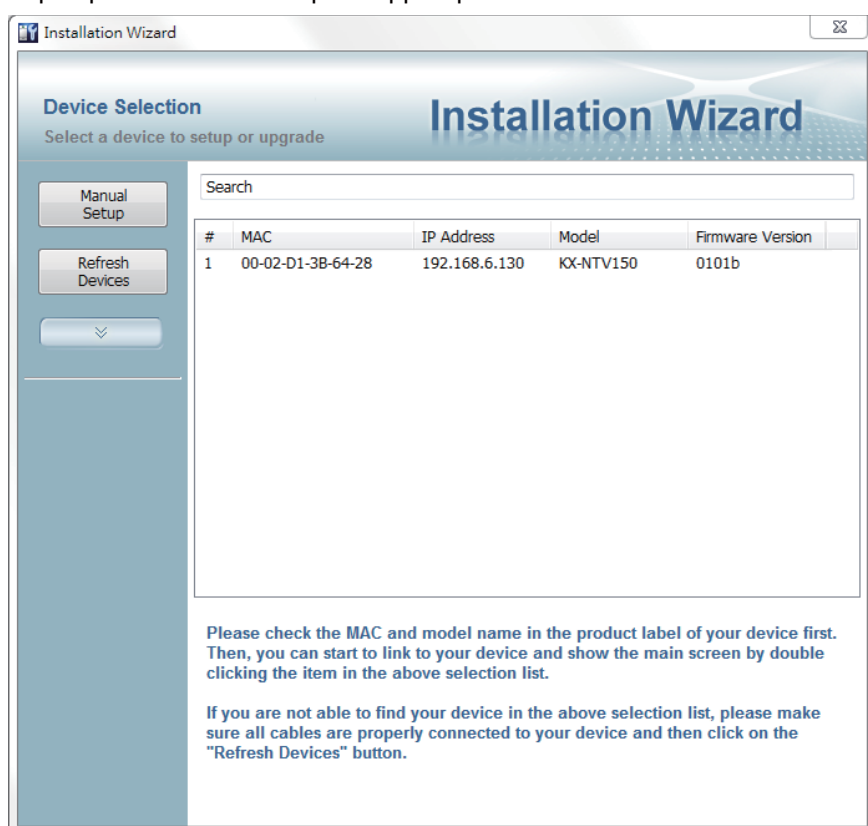 Installation Wizard
Device Selection
Installation Wizard
Select a device to setup or upgrade
Manual
Setup
Refresh
Devices
Search
# MAC IP Address Model Firmware Version
1 00-02-D1-3B-64-28 192.168.6.130 KX-NTV150 0101b
Please check the MAC and model name in the product label of your device first.
Then, you can start to link to your device and show the main screen by double
clicking the item in the above selection list.
If you are not able to find your device in the above selection list, please make
sure all cables are properly connected to your device and then click on the
"Refresh Devices" button.